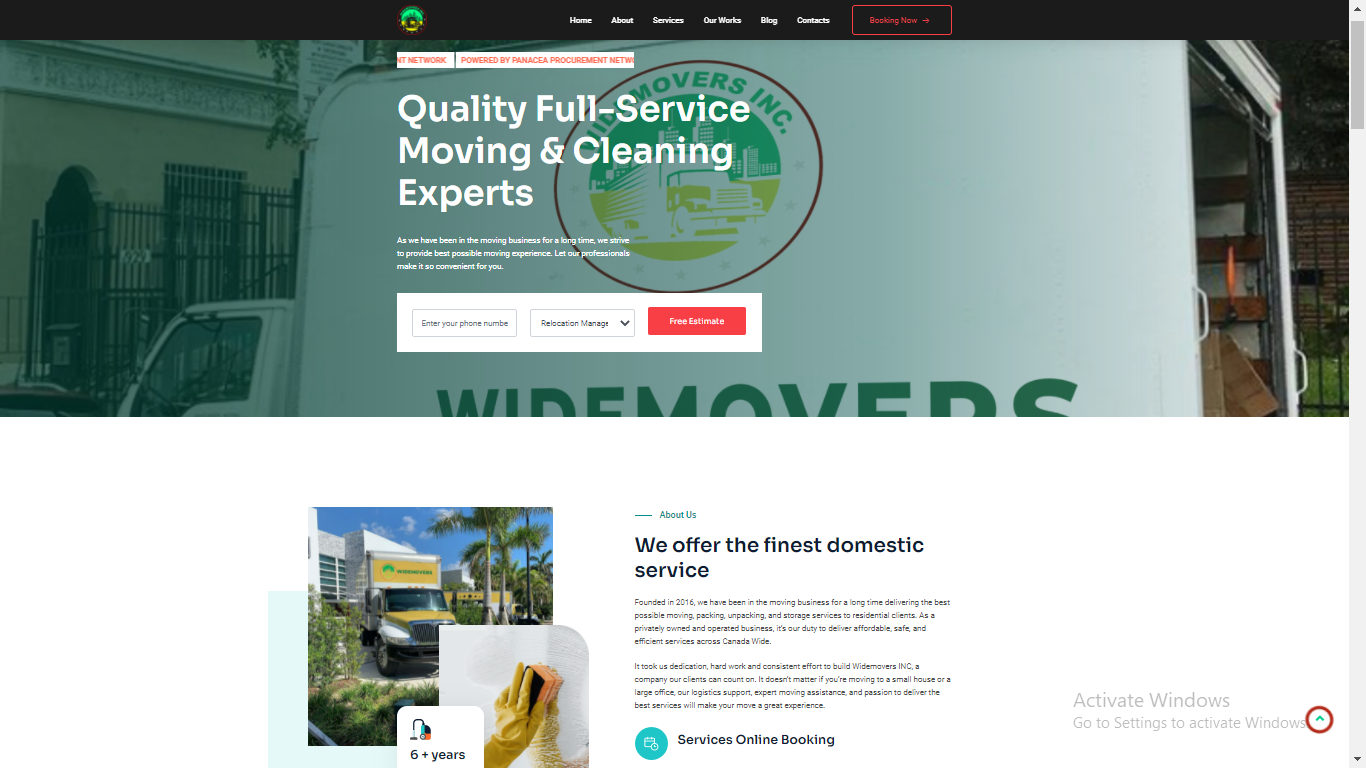 Home About Services Our Works Blog Contacts Booking Now →
NT NETWORK POWERED BY PANACEA PROCUREMENT NETWO
Quality Full-Service
Moving & Cleaning
Experts
WIDEMOVERS INC.
As we have been in the moving business for a long time, we strive
to provide best possible moving experience. Let our professionals
make it so convenient for you.
Enter your phone numbe Relocation Manage Free Estimate
WIDEMOVERS
About Us
We offer the finest domestic
service
Founded in 2016, we have been in the moving business for a long time delivering the best
possible moving, packing, unpacking, and storage services to residential clients. As a
privately owned and operated business, it's our duty to deliver affordable, safe, and
efficient services across Canada Wide.
It took us dedication, hard work and consistent effort to build Widemovers INC, a
company our clients can count on. It doesn't matter if you're moving to a small house or a
large office, our logistics support, expert moving assistance, and passion to deliver the
best services will make your move a great experience.
Services Online Booking
WIDEMOVERS
6 + years
Activate Windows
Go to Settings to activate Windows